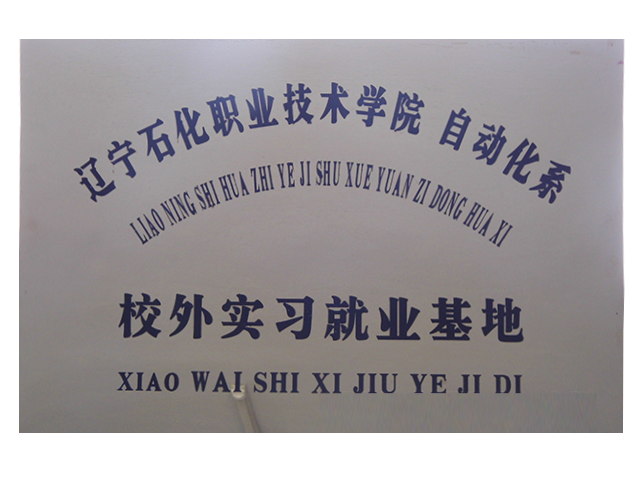 辽宁石化职业技术学院 自动化系
LIAO NING SHI HUA ZHI YE JI SHU XUE YUAN ZI DONG HUA XI
校外实习就业基地
XIAO WAI SHI XI JIU YE JI DI